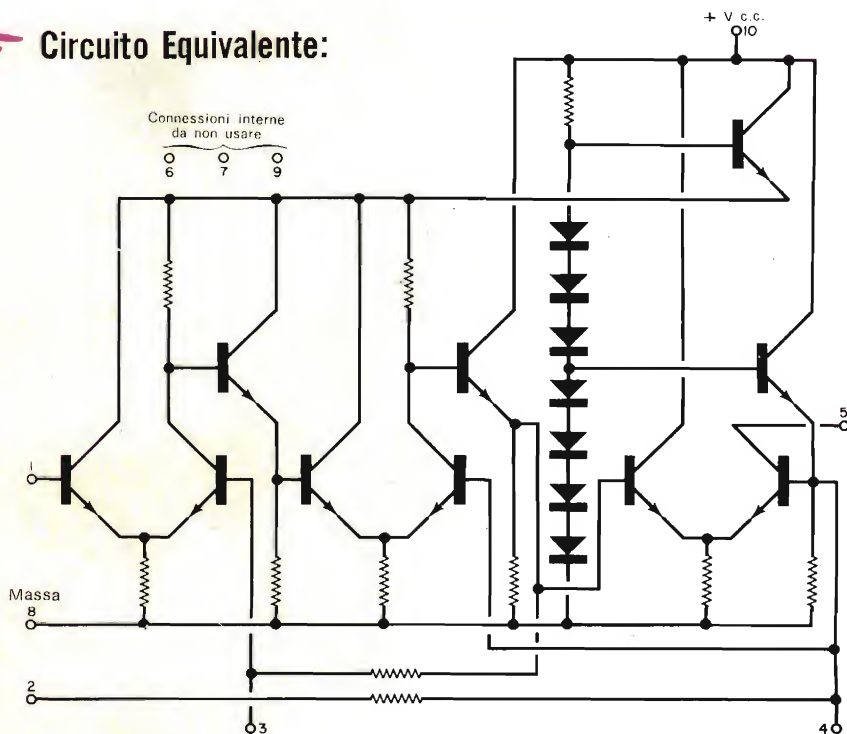 Circuito Equivalente:
+ V c.c.
10
Connessioni interne
da non usare
6 7 9
5
1
Massa
8
2
3
4